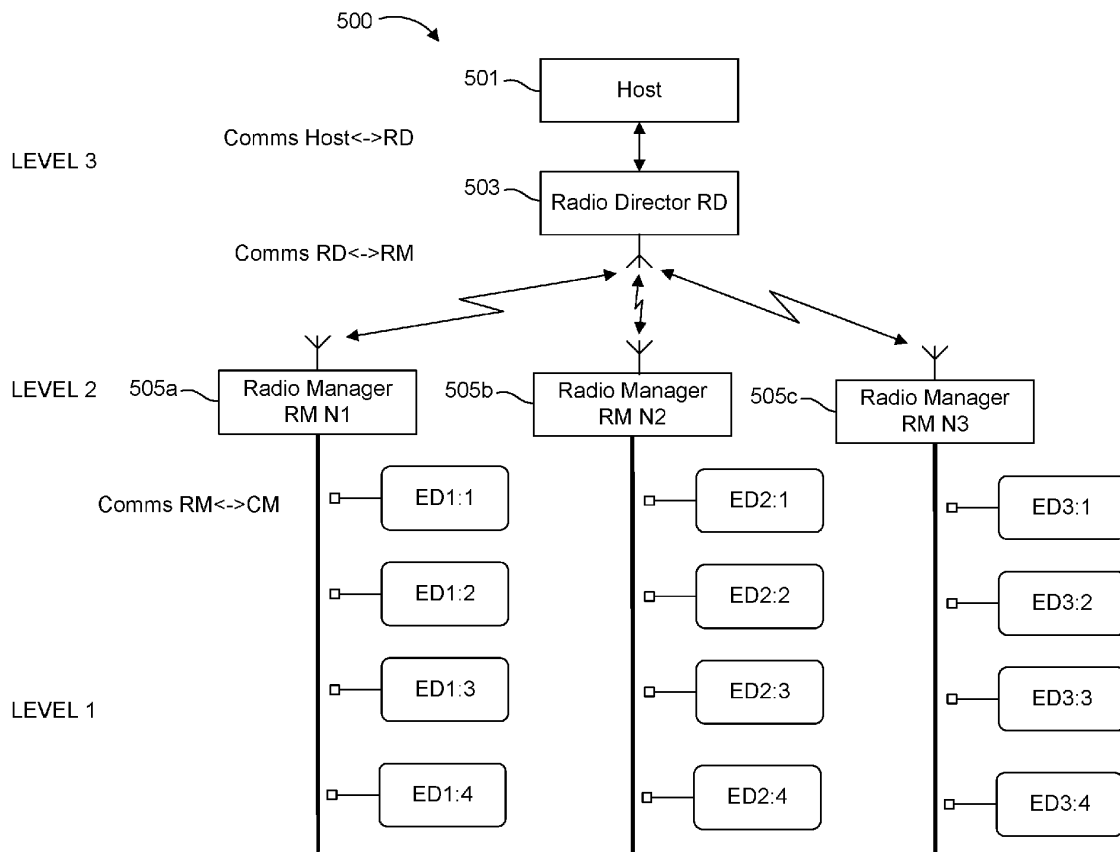 500
501
Host
Comms Host<->RD
LEVEL 3
503
Radio Director RD
Comms RD<->RM
LEVEL 2
505a
Radio Manager
RM N1
505b
Radio Manager
RM N2
505c
Radio Manager
RM N3
Comms RM<->CM
ED1:1
ED2:1
ED3:1
ED1:2
ED2:2
ED3:2
ED1:3
ED2:3
ED3:3
LEVEL 1
ED1:4
ED2:4
ED3:4